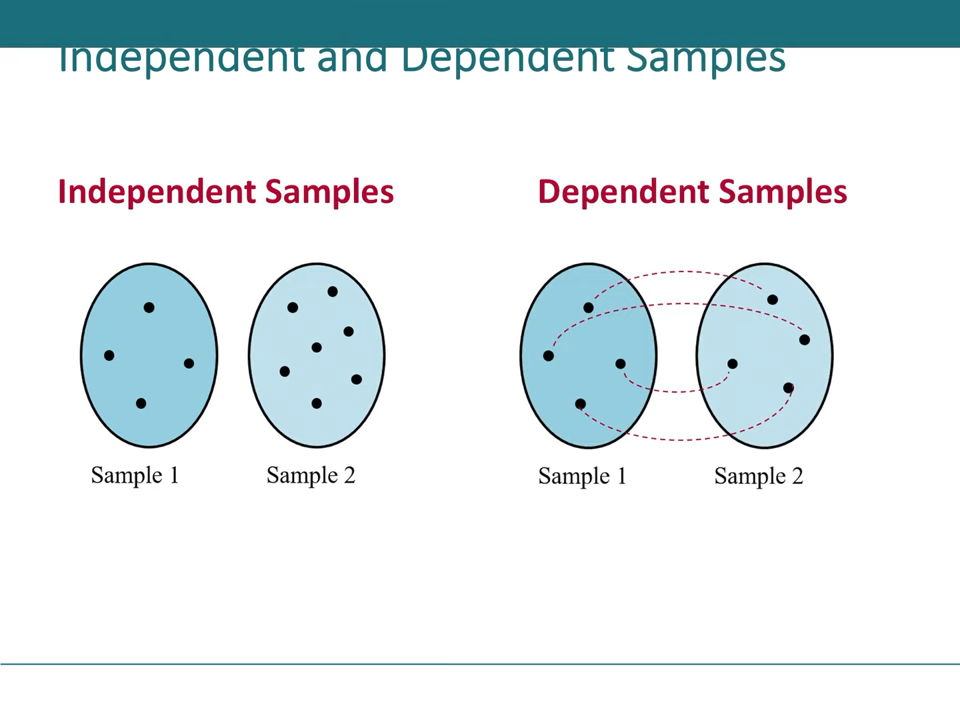 Independent and Dependent Samples
Independent Samples
Dependent Samples
Sample 1
Sample 2
Sample 1
Sample 2